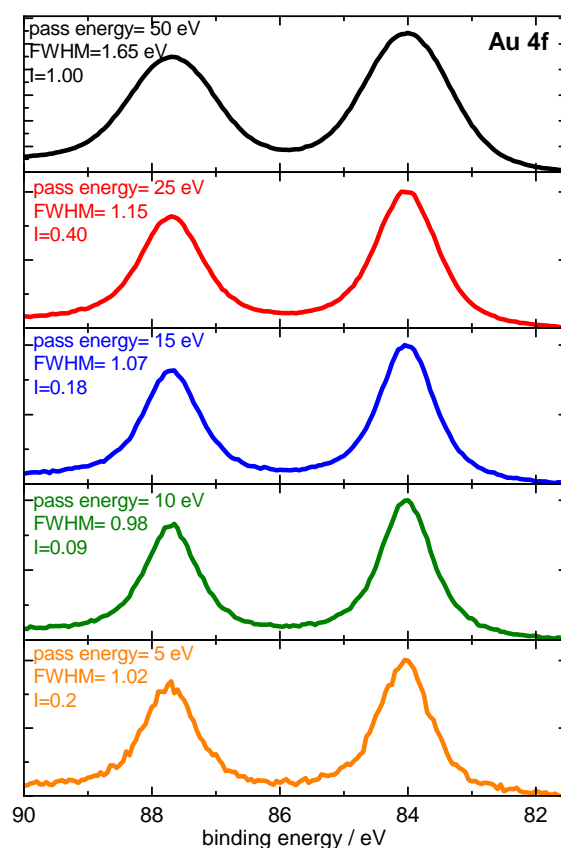 pass energy= 50 eV
FWHM=1.65 eV
I=1.00
Au 4f
pass energy= 25 eV
FWHM= 1.15
I=0.40
pass energy= 15 eV
FWHM= 1.07
I=0.18
pass energy= 10 eV
FWHM= 0.98
I=0.09
pass energy= 5 eV
FWHM= 1.02
I=0.2
90 88 86 84 82
binding energy / eV